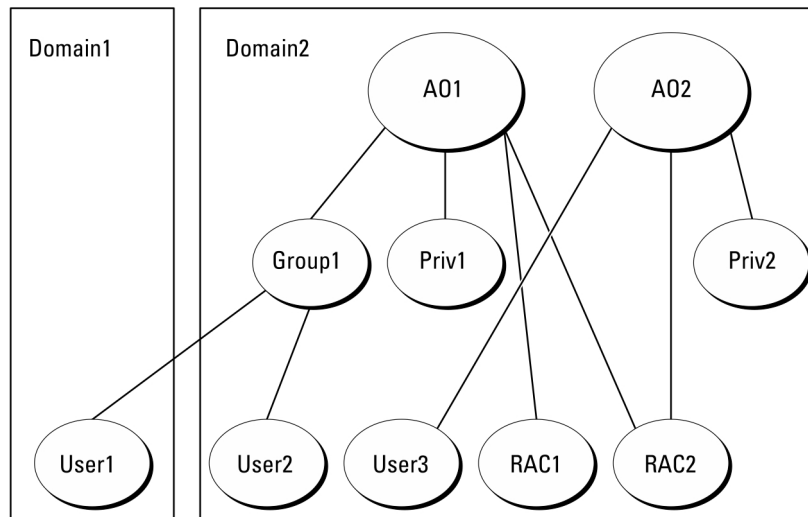 Domain1
Domain2
AO1
AO2
Group1
Priv1
Priv2
User1
User2
User3
RAC1
RAC2